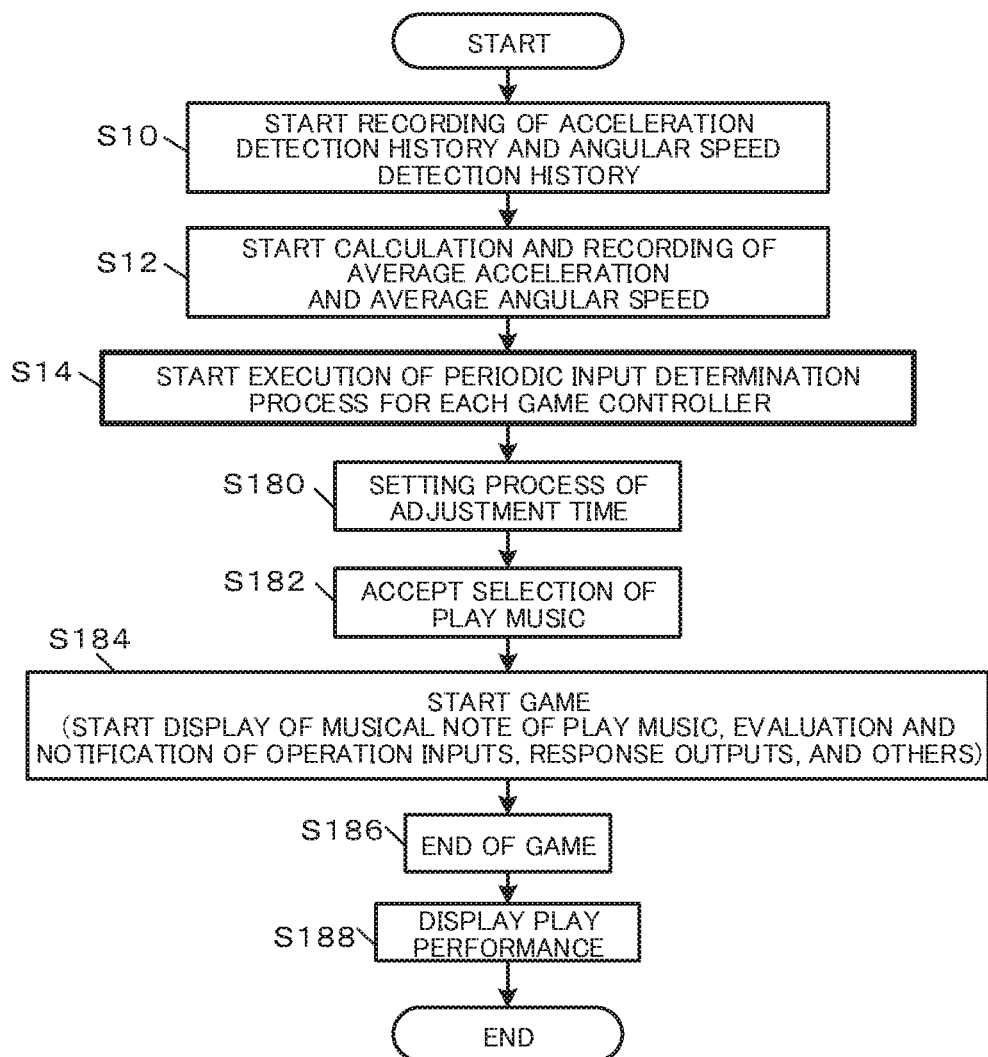 START
S10
START RECORDING OF ACCELERATION
DETECTION HISTORY AND ANGULAR SPEED
DETECTION HISTORY
S12
START CALCULATION AND RECORDING OF
AVERAGE ACCELERATION
AND AVERAGE ANGULAR SPEED
S14
START EXECUTION OF PERIODIC INPUT DETERMINATION
PROCESS FOR EACH GAME CONTROLLER
S180
SETTING PROCESS OF
ADJUSTMENT TIME
S182
ACCEPT SELECTION OF
PLAY MUSIC
S184
START GAME
(START DISPLAY OF MUSICAL NOTE OF PLAY MUSIC, EVALUATION AND
NOTIFICATION OF OPERATION INPUTS, RESPONSE OUTPUTS, AND OTHERS)
S186
END OF GAME
S188
DISPLAY PLAY
PERFORMANCE
END